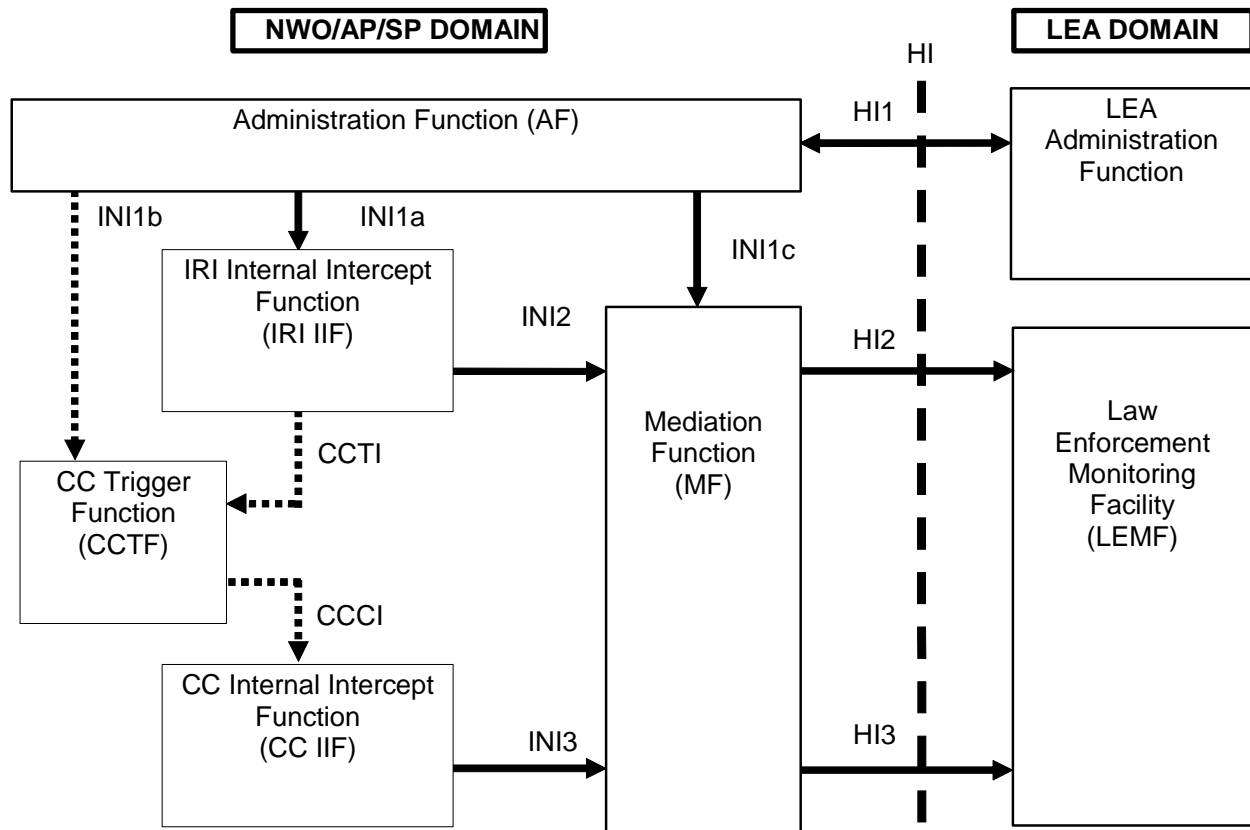 NWO/AP/SP DOMAIN
LEA DOMAIN
HI
Administration Function (AF)
HI1
LEA
Administration
Function
INI1b
INI1a
INI1c
IRI Internal Intercept
Function
(IRI IIF)
INI2
HI2
Mediation
Function
(MF)
Law
Enforcement
Monitoring
Facility
(LEMF)
CCTI
CC Trigger
Function
(CCTF)
CCCI
CC Internal Intercept
Function
(CC IIF)
INI3
HI3